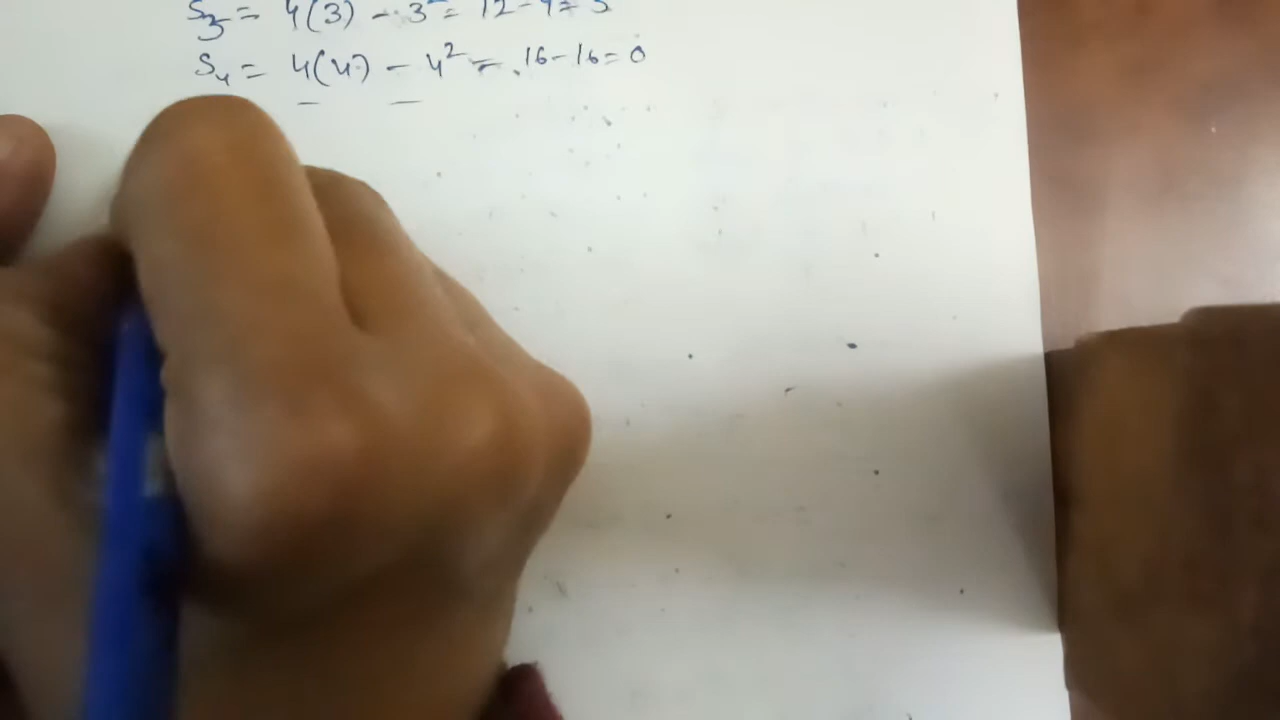 S₃ = 4(3) - 3² = 12-9=3
S₄ = 4(4) - 4² = 16-16=0